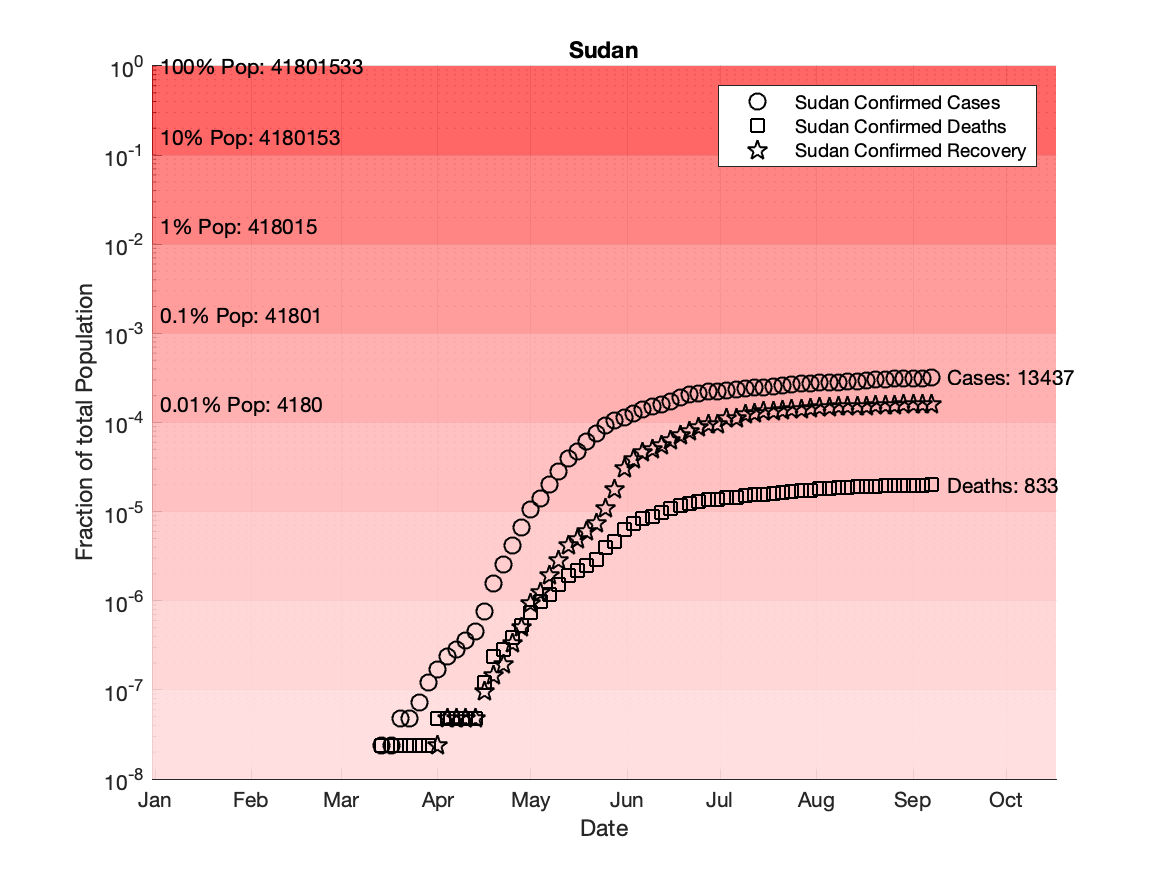 Sudan
10^0
10^-1
10^-2
10^-3
10^-4
10^-5
10^-6
10^-7
10^-8
Fraction of total Population
100% Pop: 41801533
10% Pop: 4180153
1% Pop: 418015
0.1% Pop: 41801
0.01% Pop: 4180
Sudan Confirmed Cases
Sudan Confirmed Deaths
Sudan Confirmed Recovery
Cases: 13437
Deaths: 833
Jan Feb Mar Apr May Jun Jul Aug Sep Oct
Date